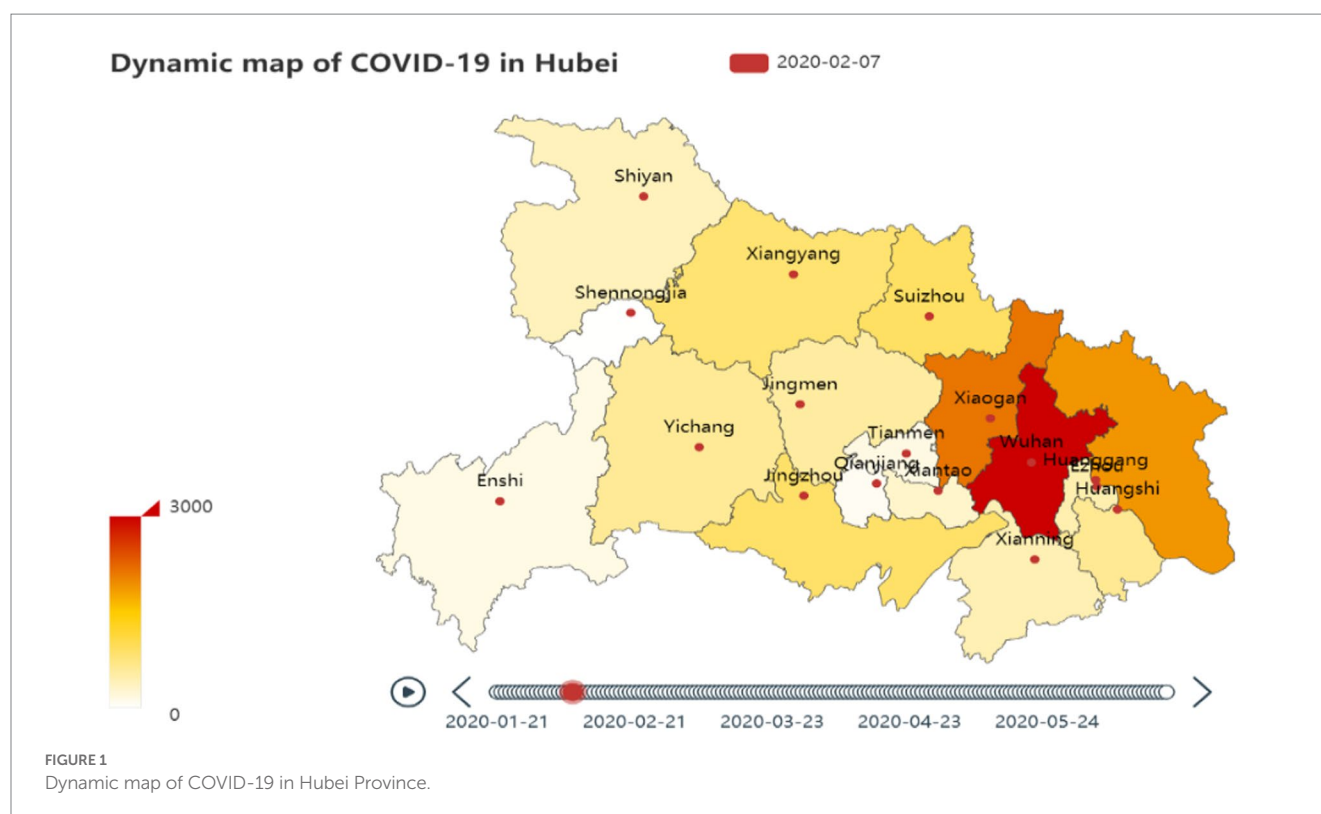 Dynamic map of COVID-19 in Hubei
2020-02-07
Shiyan
Xiangyang
Shennongjia
Suizhou
Jingmen
Xiaogan
Yichang
Tianmen
Wuhan
Huanggang
Ezhou
Qianjiang
Xiantao
Jingzhou
Enshi
Huangshi
Xianning
3000
0
2020-01-21 2020-02-21 2020-03-23 2020-04-23 2020-05-24
FIGURE 1
Dynamic map of COVID-19 in Hubei Province.